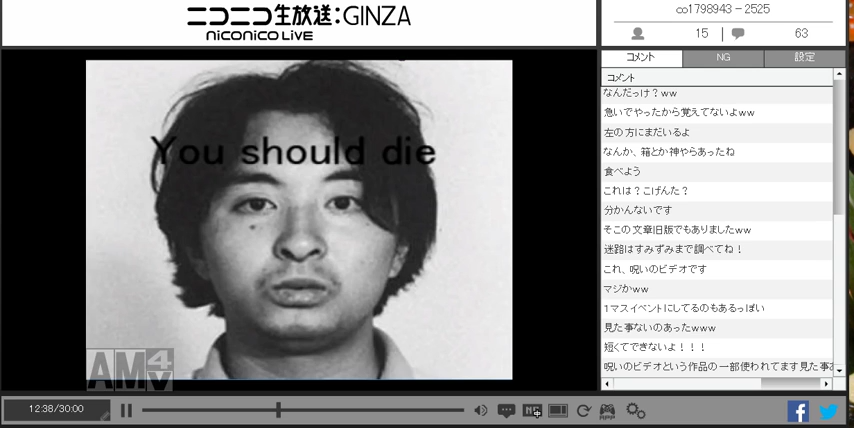 ニコニコ生放送:GINZA
niconico Live
co1798943-2525
15 | 63
コメント NG 設定
コメント
You should die
なんだっけ？ww
急いでやったから覚えてないよww
左の方にまだいるよ
なんか、箱とか神やらあったね
食べよう
これは？こげんた？
分かんないです
そこの文章旧版でもありましたww
迷路はすみずみまで調べてね！
これ、呪いのビデオです
マジかww
1マスイベントにしてるのもあるっぽい
見た事ないのあったwww
短くてできないよ！！！
呪いのビデオという作品の一部使われてます見た事
AM4V
12:38/30:00